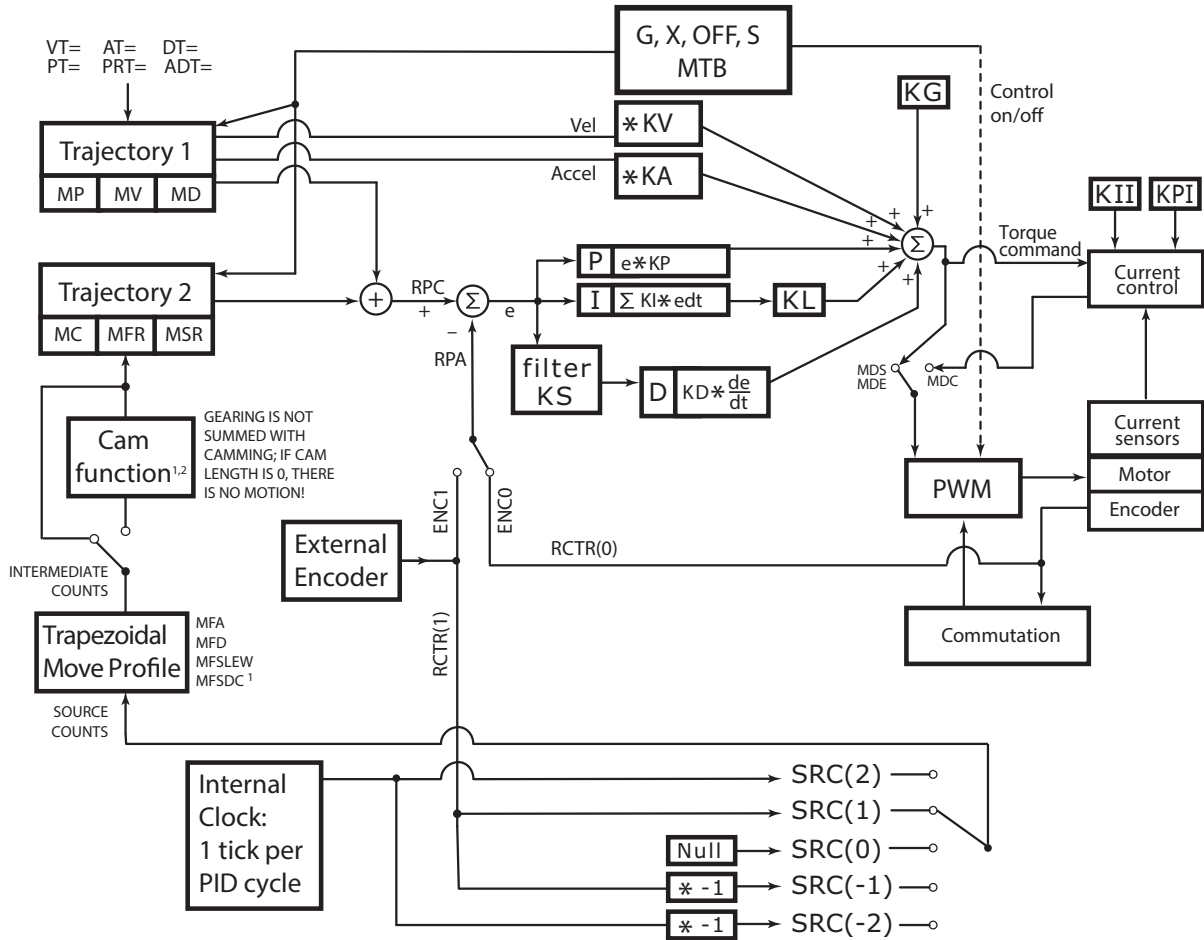 VT= AT= DT=
PT= PRT= ADT=
G, X, OFF, S
MTB
KG
Control
on/off
Trajectory 1
MP MV MD
Vel
* KV
Accel
* KA
KII KPI
+ + + + + +
Σ
Torque
command
Current
control
Trajectory 2
MC MFR MSR
+
RPC
+
Σ
−
RPA
e
P e*KP
I Σ KI*edt
KL
filter
KS
D KD* de
dt
MDS
MDE
MDC
Cam
function1,2
GEARING IS NOT
SUMMED WITH
CAMMING; IF CAM
LENGTH IS 0, THERE
IS NO MOTION!
Current
sensors
Motor
Encoder
PWM
ENC1
ENC0
External
Encoder
RCTR(0)
RCTR(1)
INTERMEDIATE
COUNTS
Commutation
Trapezoidal
Move Profile
MFA
MFD
MFSLEW
MFSDC 1
SOURCE
COUNTS
Internal
Clock:
1 tick per
PID cycle
SRC(2)
SRC(1)
Null
SRC(0)
* -1
SRC(-1)
* -1
SRC(-2)